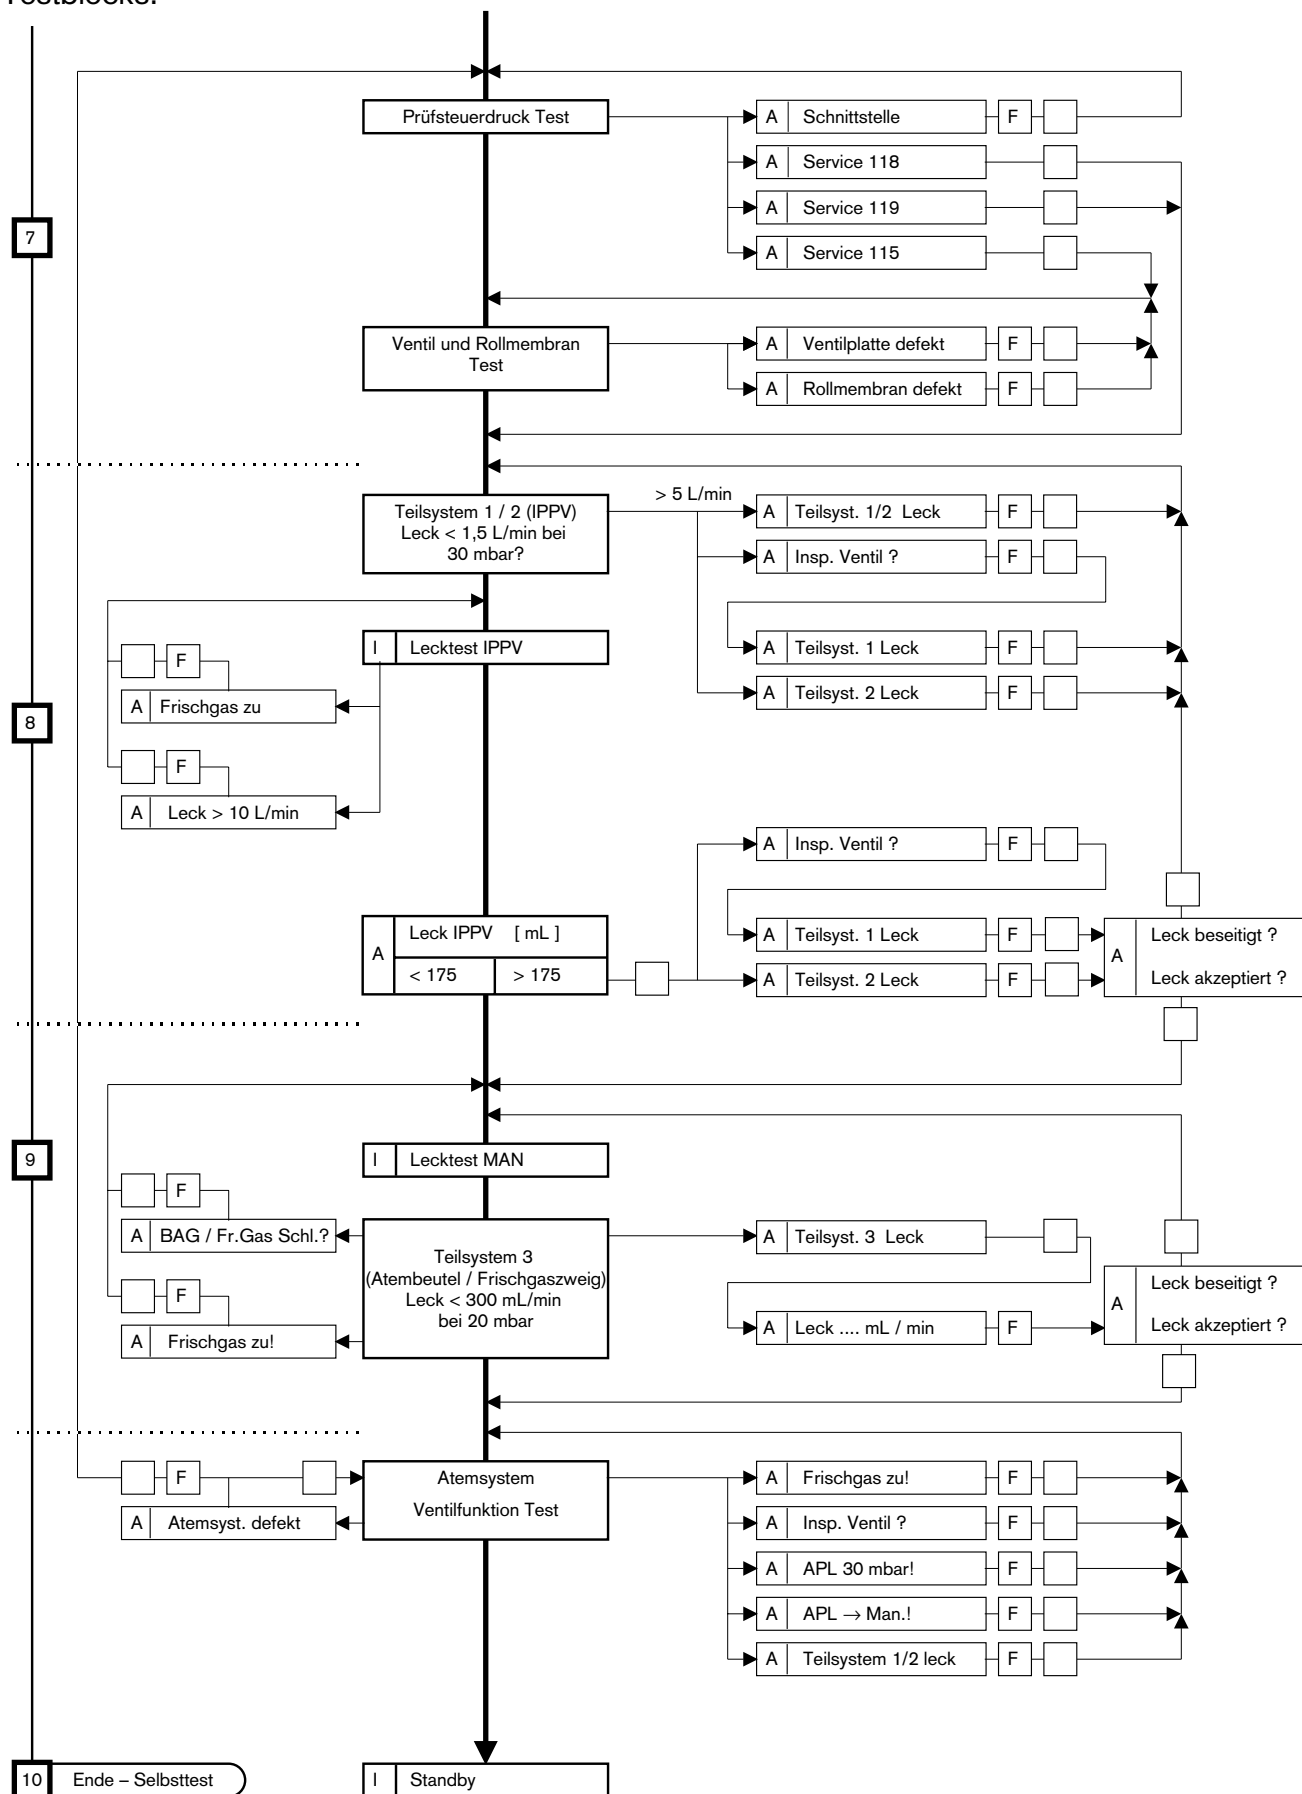 Testblocks.
Prüfsteuerdruck Test
A Schnittstelle F
A Service 118
A Service 119
7
A Service 115
Ventil und Rollmembran
Test
A Ventilplatte defekt F
A Rollmembran defekt F
Teilsystem 1 / 2 (IPPV)
Leck < 1,5 L/min bei
30 mbar?
> 5 L/min
A Teilsyst. 1/2 Leck F
A Insp. Ventil ? F
I Lecktest IPPV
A Teilsyst. 1 Leck F
A Teilsyst. 2 Leck F
F
A Frischgas zu
8
F
A Leck > 10 L/min
A Insp. Ventil ? F
A Leck IPPV [ mL ]
< 175 > 175
A Teilsyst. 1 Leck F
A Teilsyst. 2 Leck F
A Leck beseitigt ?
Leck akzeptiert ?
9
I Lecktest MAN
F
A BAG / Fr.Gas Schl.?
F
A Frischgas zu!
Teilsystem 3
(Atembeutel / Frischgaszweig)
Leck < 300 mL/min
bei 20 mbar
A Teilsyst. 3 Leck
A Leck .... mL / min F
A Leck beseitigt ?
Leck akzeptiert ?
F
A Atemsyst. defekt
Atemsystem
Ventilfunktion Test
A Frischgas zu! F
A Insp. Ventil ? F
A APL 30 mbar! F
A APL → Man.! F
A Teilsystem 1/2 leck F
10 Ende – Selbsttest
I Standby